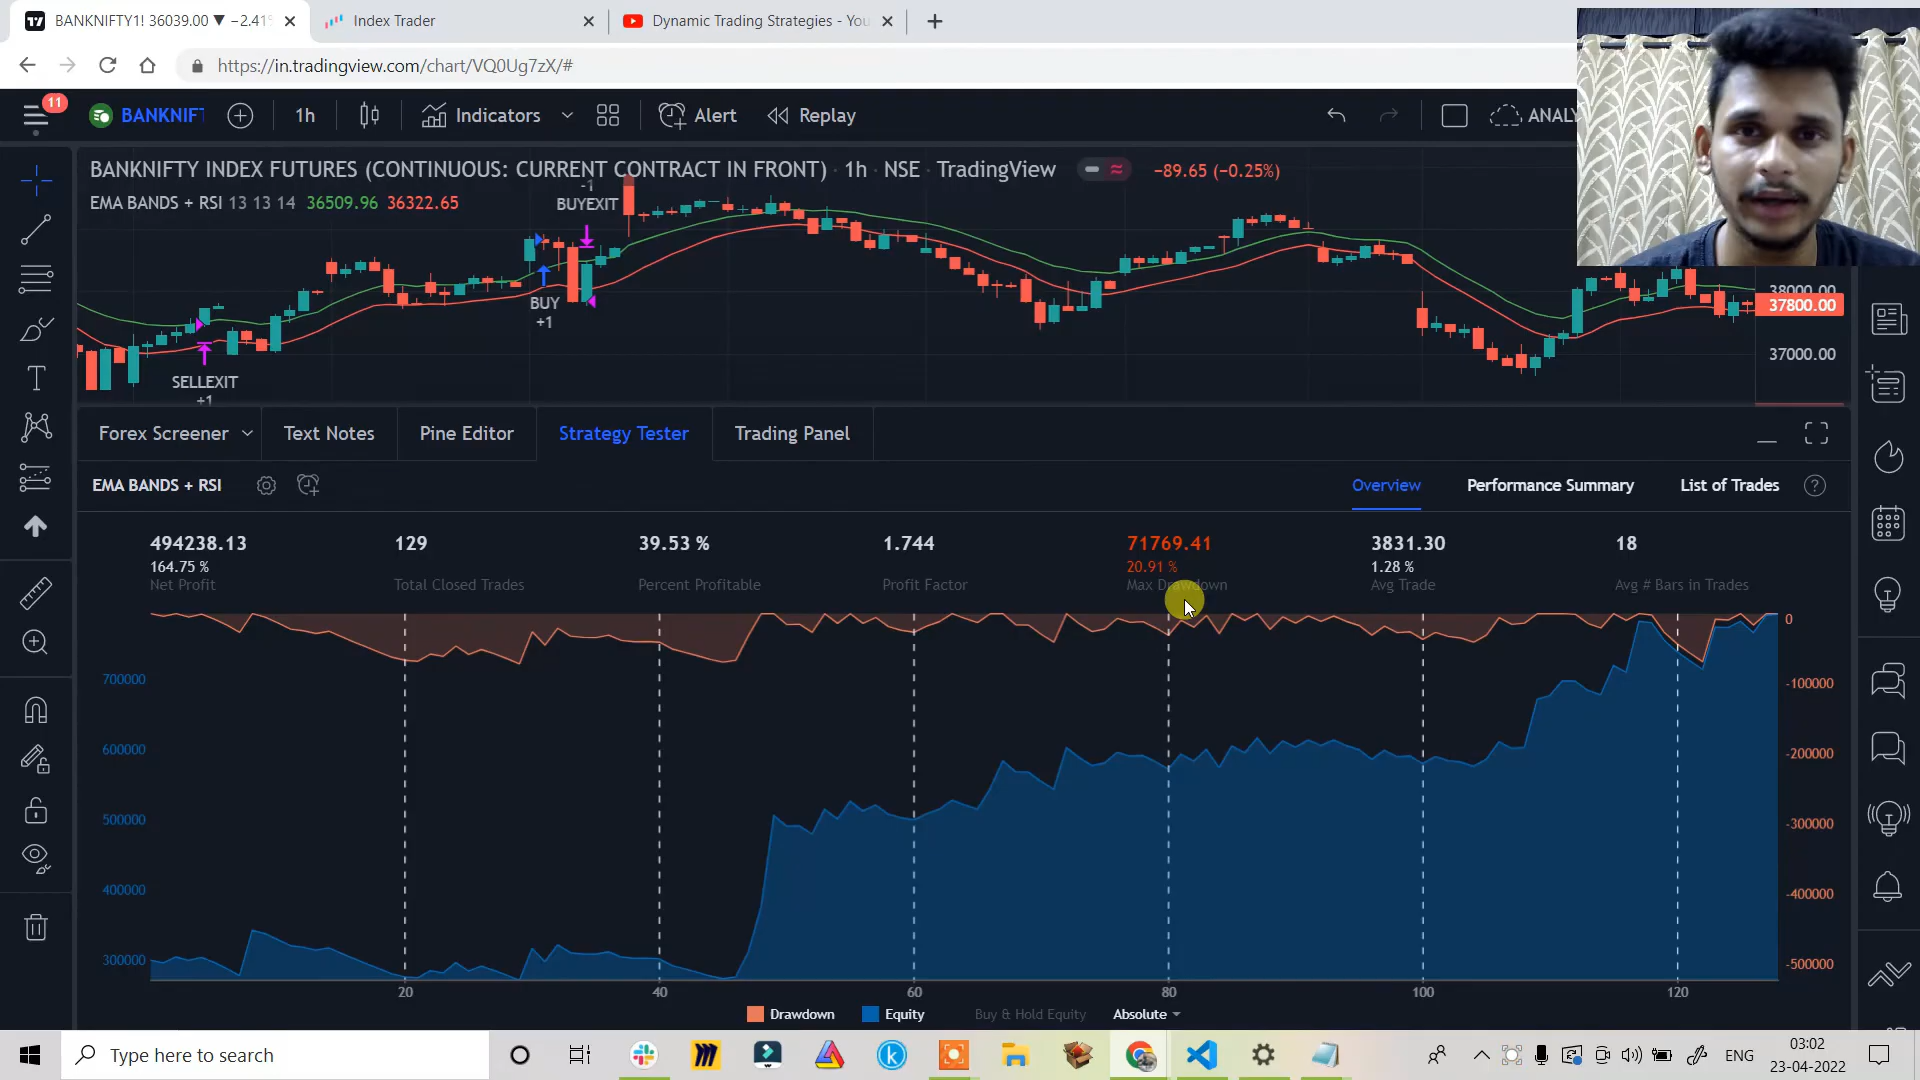 BANKNIFTY1! 36039.00 ▼ −2.41%
Index Trader
Dynamic Trading Strategies - You
https://in.tradingview.com/chart/VQ0Ug7zX/#
11
BANKNIFT
1h
Indicators
Alert
Replay
ANALY
BANKNIFTY INDEX FUTURES (CONTINUOUS: CURRENT CONTRACT IN FRONT) · 1h · NSE · TradingView
−89.65 (−0.25%)
EMA BANDS + RSI 13 13 14 36509.96 36322.65
-1
BUYEXIT
BUY
+1
SELLEXIT
+1
38000.00
37800.00
37000.00
Forex Screener
Text Notes
Pine Editor
Strategy Tester
Trading Panel
EMA BANDS + RSI
Overview
Performance Summary
List of Trades
494238.13
164.75 %
Net Profit
129
Total Closed Trades
39.53 %
Percent Profitable
1.744
Profit Factor
71769.41
20.91 %
Max Drawdown
3831.30
1.28 %
Avg Trade
18
Avg # Bars in Trades
700000
600000
500000
400000
300000
0
-100000
-200000
-300000
-400000
-500000
20
40
60
80
100
120
Drawdown
Equity
Buy & Hold Equity
Absolute
Type here to search
ENG
03:02
23-04-2022